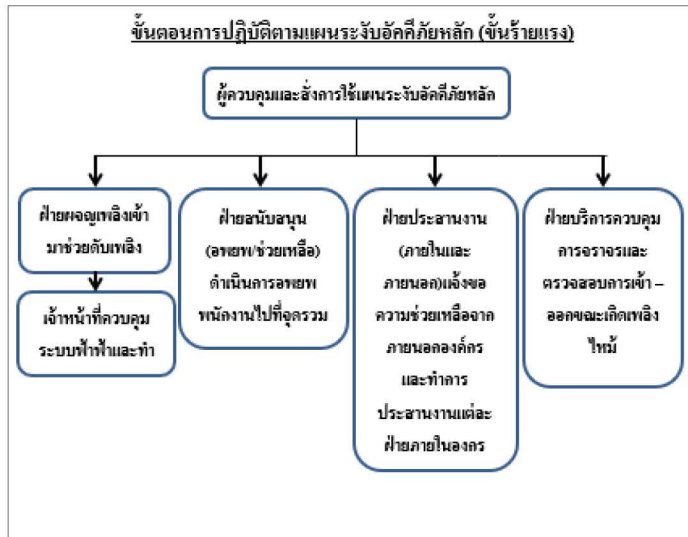 ขั้นตอนการปฏิบัติตามแผนระงับอัคคีภัยหลัก (ขั้นร้ายแรง)
ผู้ควบคุมและสั่งการใช้แผนระงับอัคคีภัยหลัก
ฝ่ายผจญเพลิงเข้า
มาช่วยดับเพลิง
เจ้าหน้าที่ควบคุม
ระบบฟ้าฟ้าและทำ
ฝ่ายสนับสนุน
(อพยพ/ช่วยเหลือ)
ดำเนินการอพยพ
พนักงานไปที่จุดรวม
ฝ่ายประสานงาน
(ภายในและ
ภายนอก)แจ้งขอ
ความช่วยเหลือจาก
ภายนอกองค์กร
และทำการ
ประสานงานแต่ละ
ฝ่ายภายในองกร
ฝ่ายบริการควบคุม
การจราจรและ
ตรวจสอบการเข้า –
ออกขณะเกิดเพลิง
ไหม้